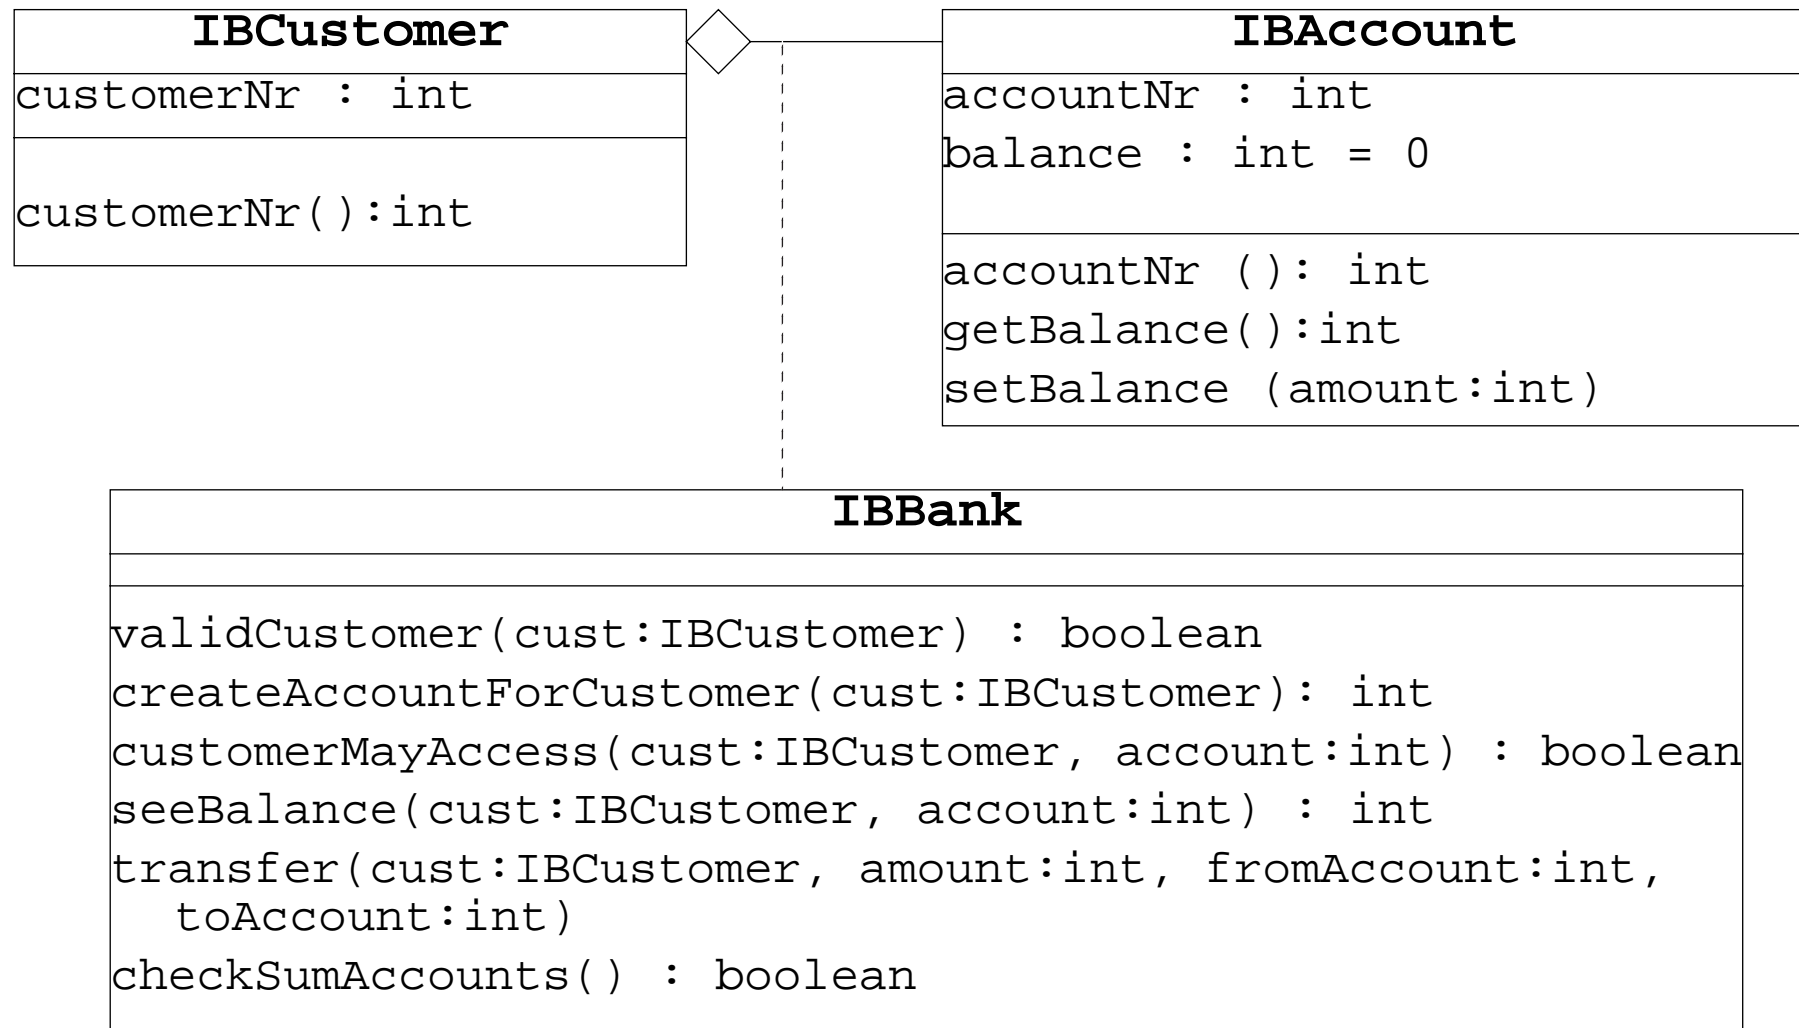 IBCustomer
customerNr : int
customerNr():int
IBAccount
accountNr : int
balance : int = 0
accountNr (): int
getBalance():int
setBalance (amount:int)
IBBank
validCustomer(cust:IBCustomer) : boolean
createAccountForCustomer(cust:IBCustomer): int
customerMayAccess(cust:IBCustomer, account:int) : boolean
seeBalance(cust:IBCustomer, account:int) : int
transfer(cust:IBCustomer, amount:int, fromAccount:int,
toAccount:int)
checkSumAccounts() : boolean